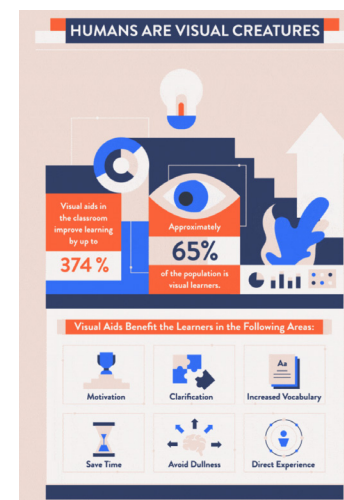 HUMANS ARE VISUAL CREATURES
Visual aids in
the classroom
improve learning
by up to
374 %
Approximately
65%
of the population is
visual learners.
Visual Aids Benefit the Learners in the Following Areas:
Motivation
Clarification
Aa
Increased Vocabulary
Save Time
Avoid Dullness
Direct Experience